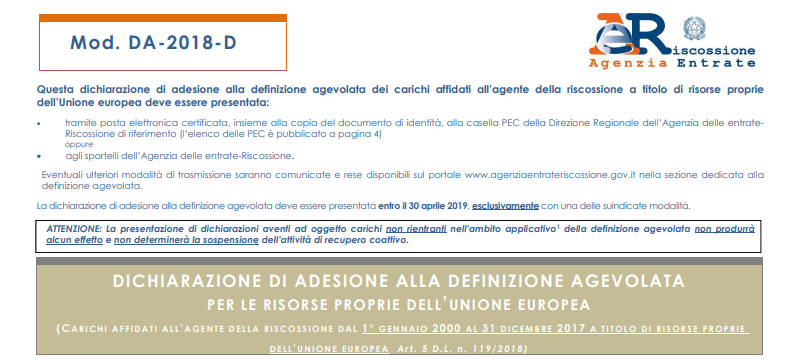 Mod. DA-2018-D
AER
iscossione
Agenzia Entrate
Questa dichiarazione di adesione alla definizione agevolata dei carichi affidati all'agente della riscossione a titolo di risorse proprie
dell'Unione europea deve essere presentata:
• tramite posta elettronica certificata, insieme alla copia del documento di identità, alla casella PEC della Direzione Regionale dell'Agenzia delle entrate-
Riscossione di riferimento (l'elenco delle PEC è pubblicato a pagina 4)
oppure
• agli sportelli dell'Agenzia delle entrate-Riscossione.
Eventuali ulteriori modalità di trasmissione saranno comunicate e rese disponibili sul portale www.agenziaentrateriscossione.gov.it nella sezione dedicata alla
definizione agevolata.
La dichiarazione di adesione alla definizione agevolata deve essere presentata entro il 30 aprile 2019, esclusivamente con una delle suindicate modalità.
ATTENZIONE: La presentazione di dichiarazioni aventi ad oggetto carichi non rientranti nell'ambito applicativo¹ della definizione agevolata non produrrà
alcun effetto e non determinerà la sospensione dell'attività di recupero coattivo.
DICHIARAZIONE DI ADESIONE ALLA DEFINIZIONE AGEVOLATA
PER LE RISORSE PROPRIE DELL'UNIONE EUROPEA
(CARICHI AFFIDATI ALL'AGENTE DELLA RISCOSSIONE DAL 1° GENNAIO 2000 AL 31 DICEMBRE 2017 A TITOLO DI RISORSE PROPRIE
DELL'UNIONE EUROPEA Art. 5 D.L. n. 119/2018)